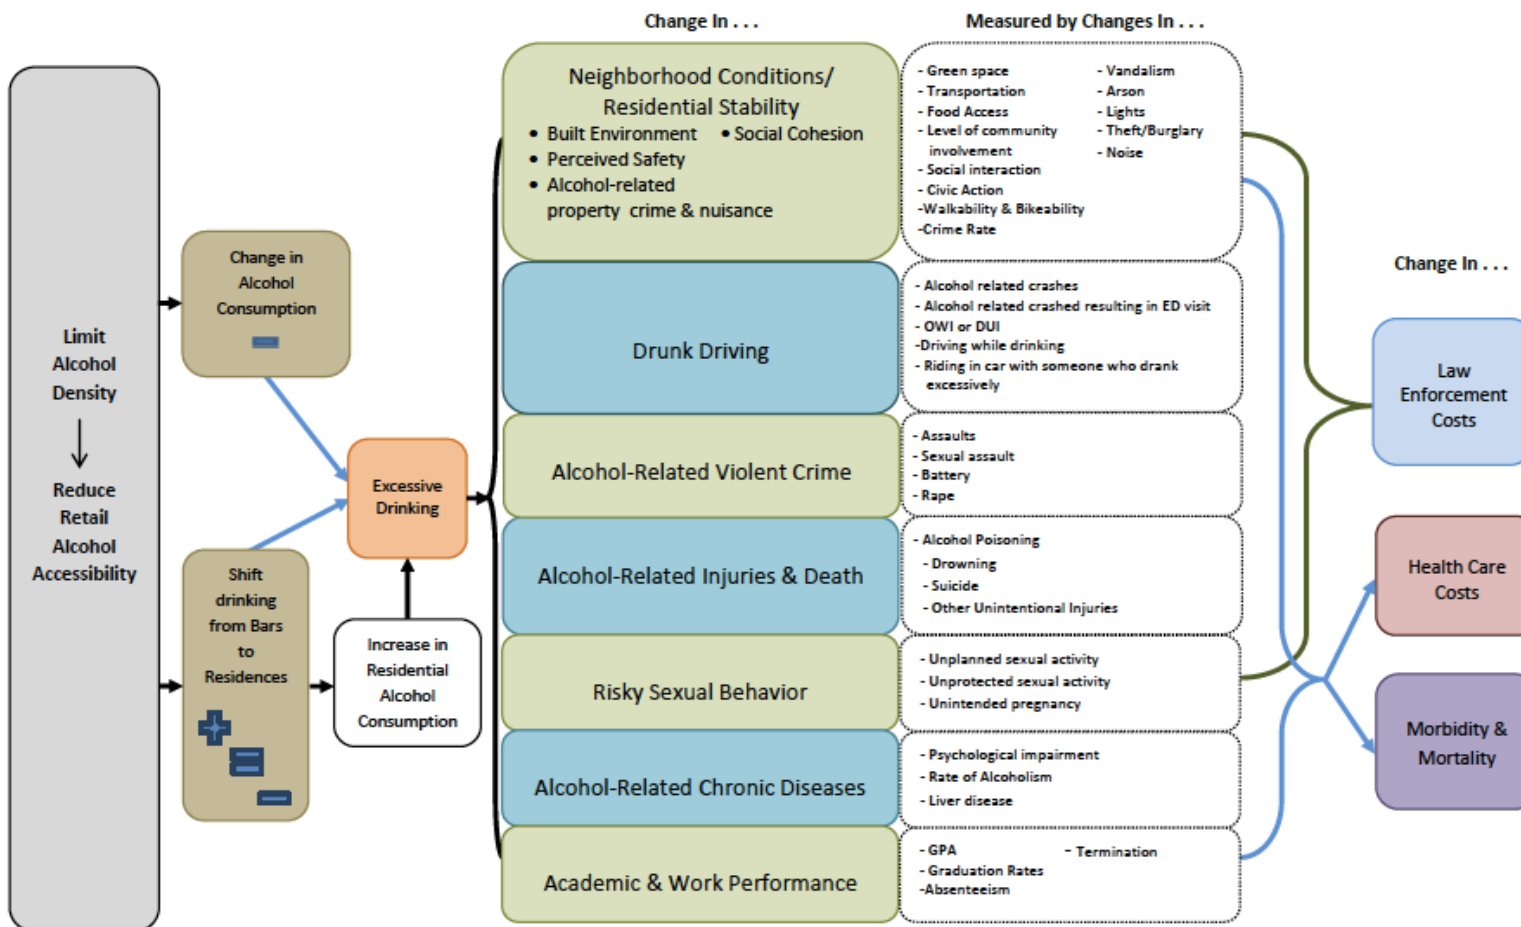 Change In . . .
Measured by Changes In . . .
Limit
Alcohol
Density
Reduce
Retail
Alcohol
Accessibility
Change in
Alcohol
Consumption
Shift
drinking
from Bars
to
Residences
Increase in
Residential
Alcohol
Consumption
Excessive
Drinking
Neighborhood Conditions/
Residential Stability
• Built Environment • Social Cohesion
• Perceived Safety
• Alcohol-related
property crime & nuisance
- Green space
- Transportation
- Food Access
- Level of community
involvement
- Social interaction
- Civic Action
-Walkability & Bikeability
-Crime Rate
- Vandalism
- Arson
- Lights
- Theft/Burglary
- Noise
Drunk Driving
- Alcohol related crashes
- Alcohol related crashed resulting in ED visit
- OWI or DUI
-Driving while drinking
- Riding in car with someone who drank
excessively
Alcohol-Related Violent Crime
- Assaults
- Sexual assault
- Battery
- Rape
Alcohol-Related Injuries & Death
- Alcohol Poisoning
- Drowning
- Suicide
- Other Unintentional Injuries
Risky Sexual Behavior
- Unplanned sexual activity
- Unprotected sexual activity
- Unintended pregnancy
Alcohol-Related Chronic Diseases
- Psychological impairment
- Rate of Alcoholism
- Liver disease
Academic & Work Performance
- GPA
- Graduation Rates
-Absenteeism
- Termination
Change In . . .
Law
Enforcement
Costs
Health Care
Costs
Morbidity &
Mortality